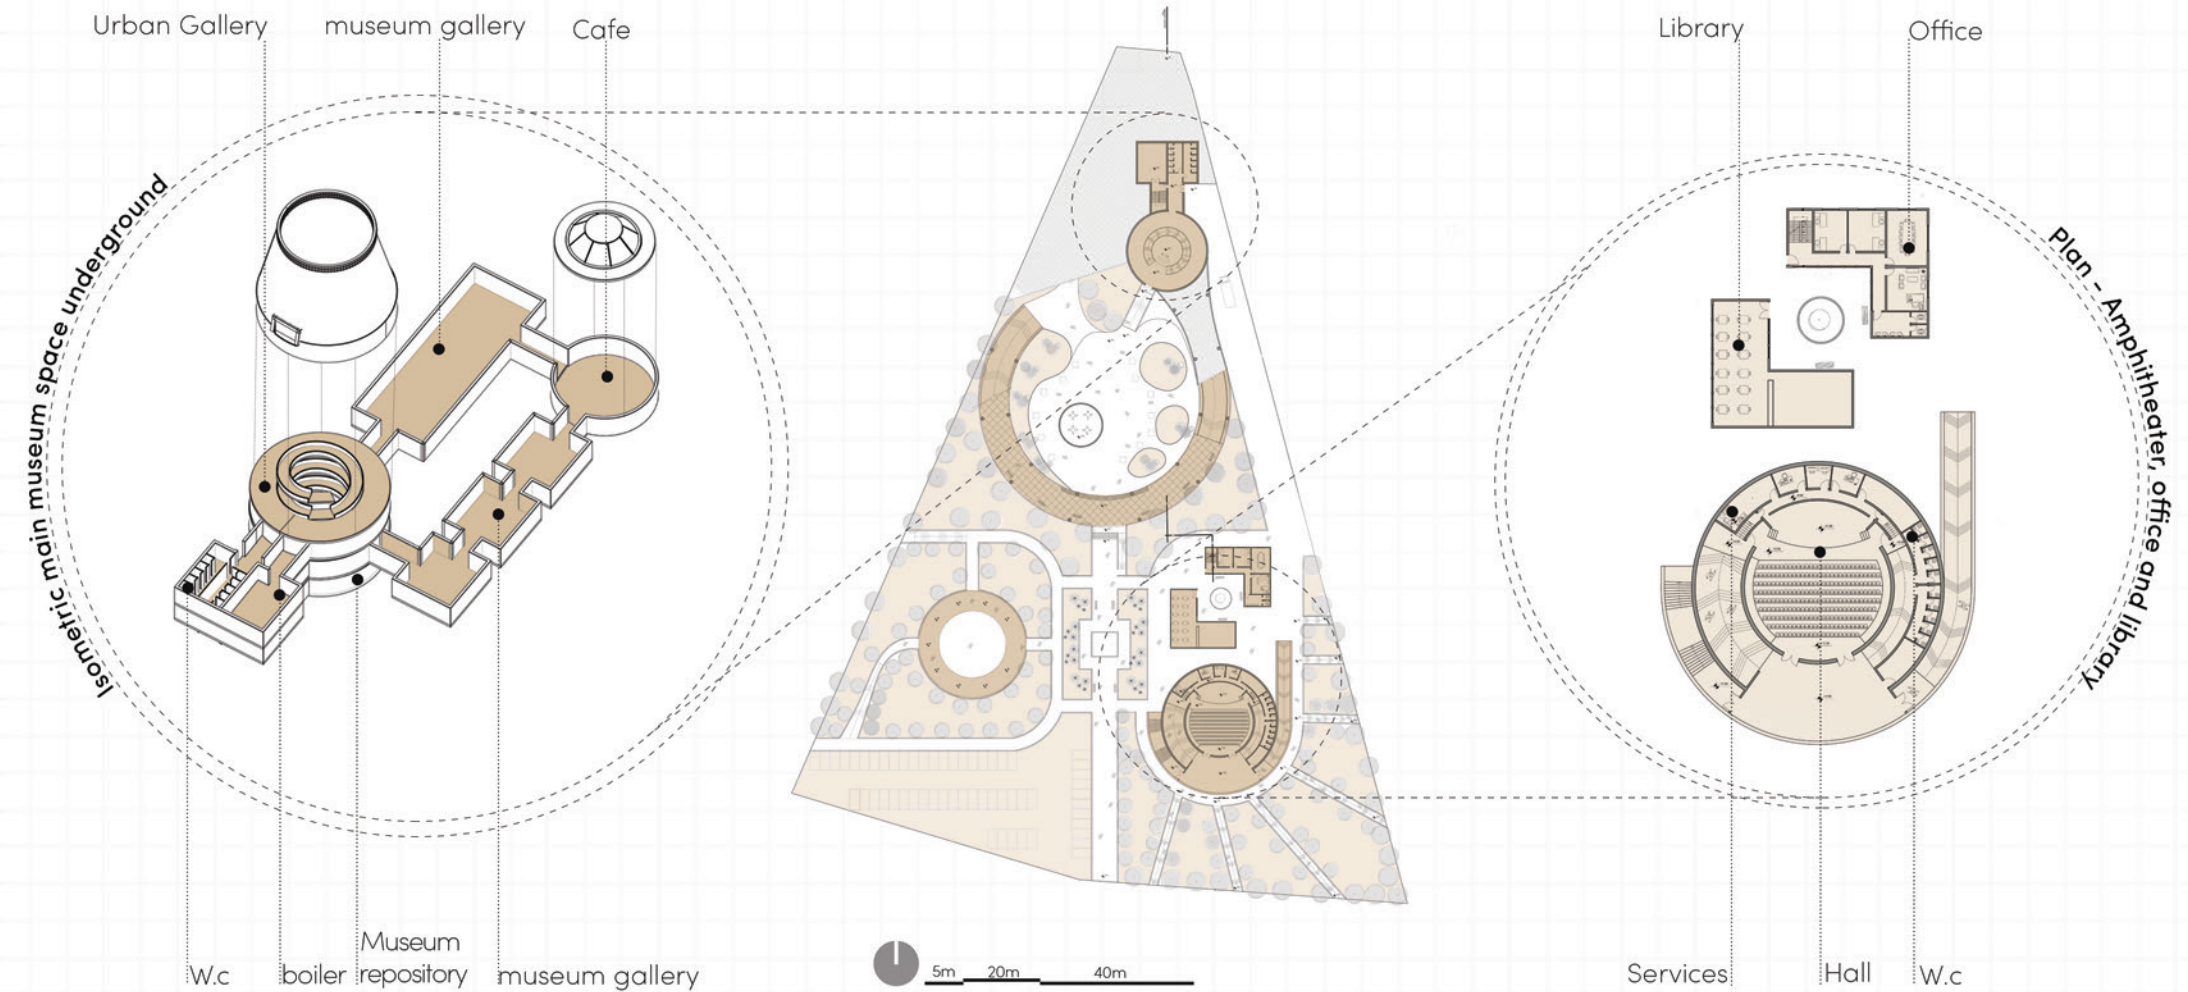 Urban Gallery
museum gallery
Cafe
Library
Office
Isometric main museum space underground
Plan - Amphitheater, office and library
W.c
boiler
Museum
repository
museum gallery
5m
20m
40m
Services
Hall
W.c